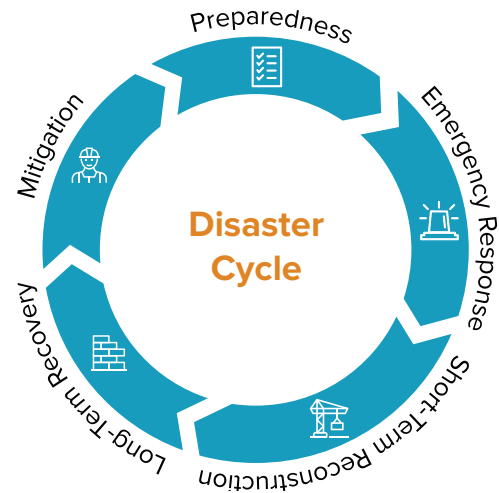 Preparedness
Emergency Response
Short-Term Reconstruction
Long-Term Recovery
Mitigation
Disaster
Cycle